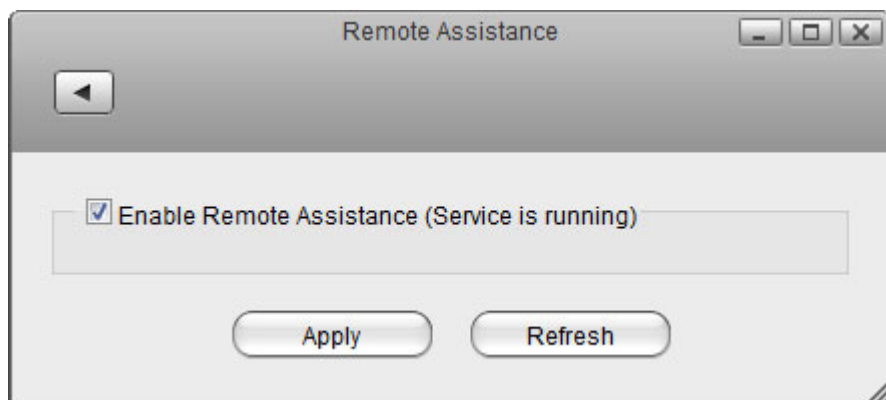 Remote Assistance
Enable Remote Assistance (Service is running)
Apply
Refresh